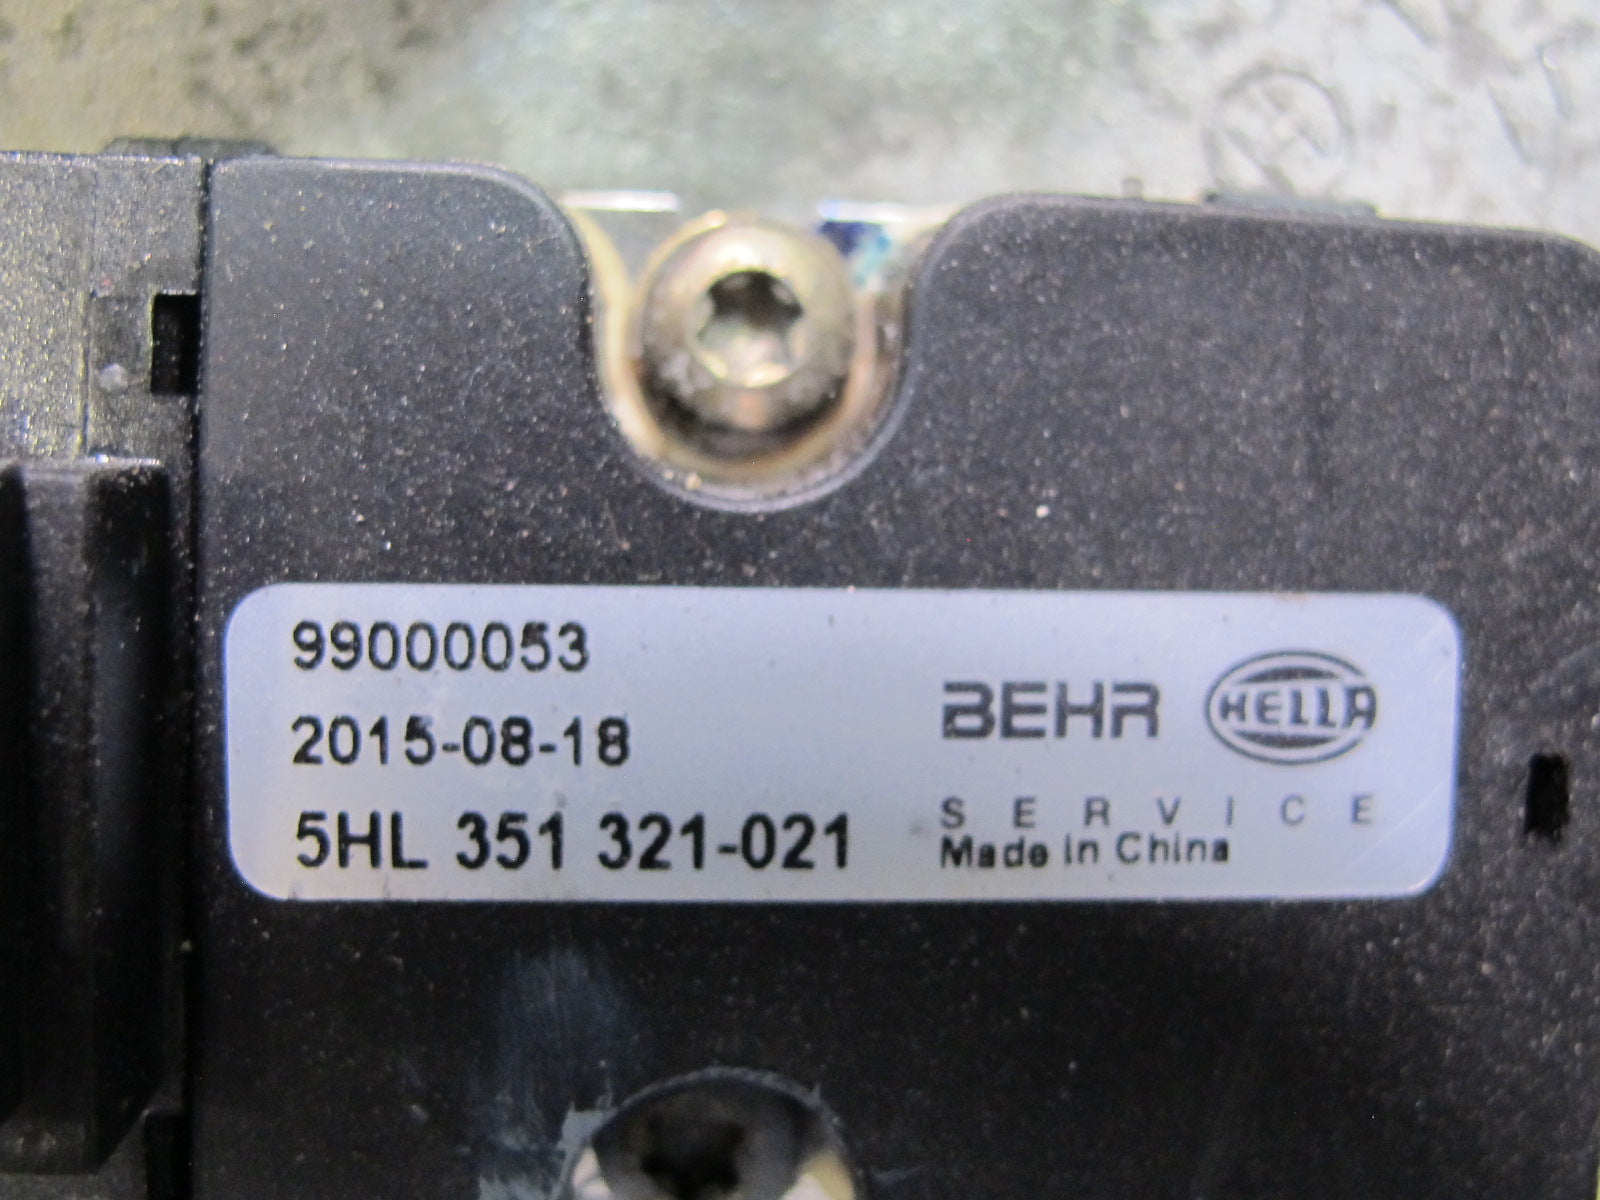 99000053
2015-08-18
5HL 351 321-021
BEHR HELLA
SERVICE
Made in China